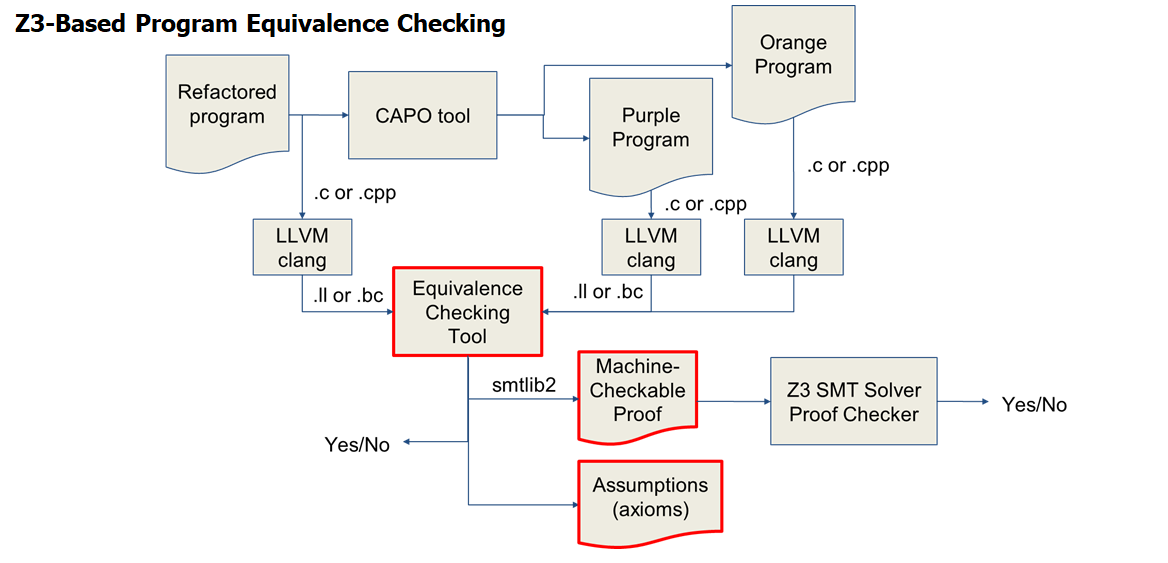 Z3-Based Program Equivalence Checking
Orange
Program
Refactored
program
CAPO tool
Purple
Program
.c or .cpp
.c or .cpp
.c or .cpp
LLVM
clang
LLVM
clang
LLVM
clang
.ll or .bc
.ll or .bc
Equivalence
Checking
Tool
smtlib2
Machine-
Checkable
Proof
Z3 SMT Solver
Proof Checker
Yes/No
Yes/No
Assumptions
(axioms)